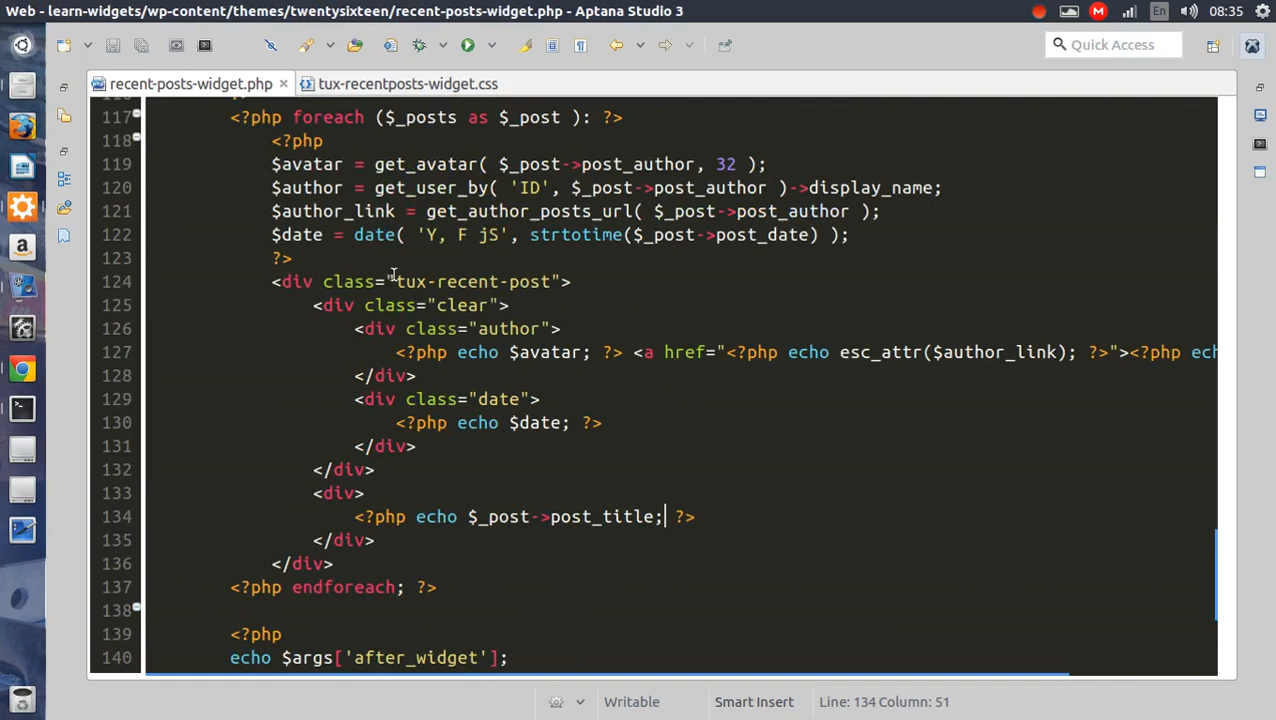 Web - learn-widgets/wp-content/themes/twentysixteen/recent-posts-widget.php - Aptana Studio 3
En
08:35
Quick Access
recent-posts-widget.php
tux-recentposts-widget.css
117 <?php foreach ($_posts as $_post ): ?>
118 <?php
119 $avatar = get_avatar( $_post->post_author, 32 );
120 $author = get_user_by( 'ID', $_post->post_author )->display_name;
121 $author_link = get_author_posts_url( $_post->post_author );
122 $date = date( 'Y, F jS', strtotime($_post->post_date) );
123 ?>
124 <div class="tux-recent-post">
125 <div class="clear">
126 <div class="author">
127 <?php echo $avatar; ?> <a href="<?php echo esc_attr($author_link); ?>"><?php ech
128 </div>
129 <div class="date">
130 <?php echo $date; ?>
131 </div>
132 </div>
133 <div>
134 <?php echo $_post->post_title; ?>
135 </div>
136 </div>
137 <?php endforeach; ?>
138
139 <?php
140 echo $args['after_widget'];
Writable
Smart Insert
Line: 134 Column: 51